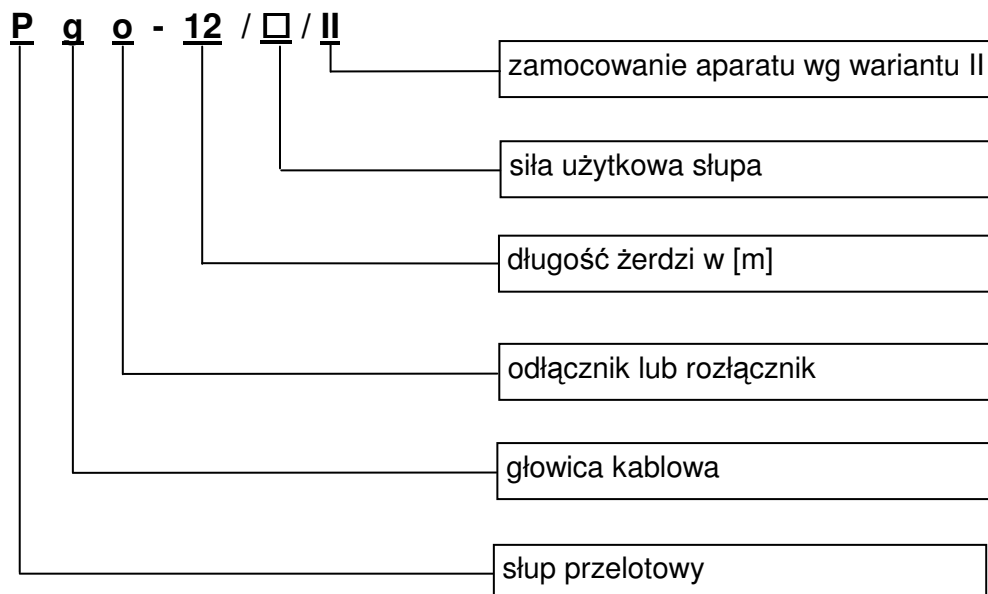 P g o - 12 / □ / II
zamocowanie aparatu wg wariantu II
siła użytkowa słupa
długość żerdzi w [m]
odłącznik lub rozłącznik
głowica kablowa
słup przelotowy